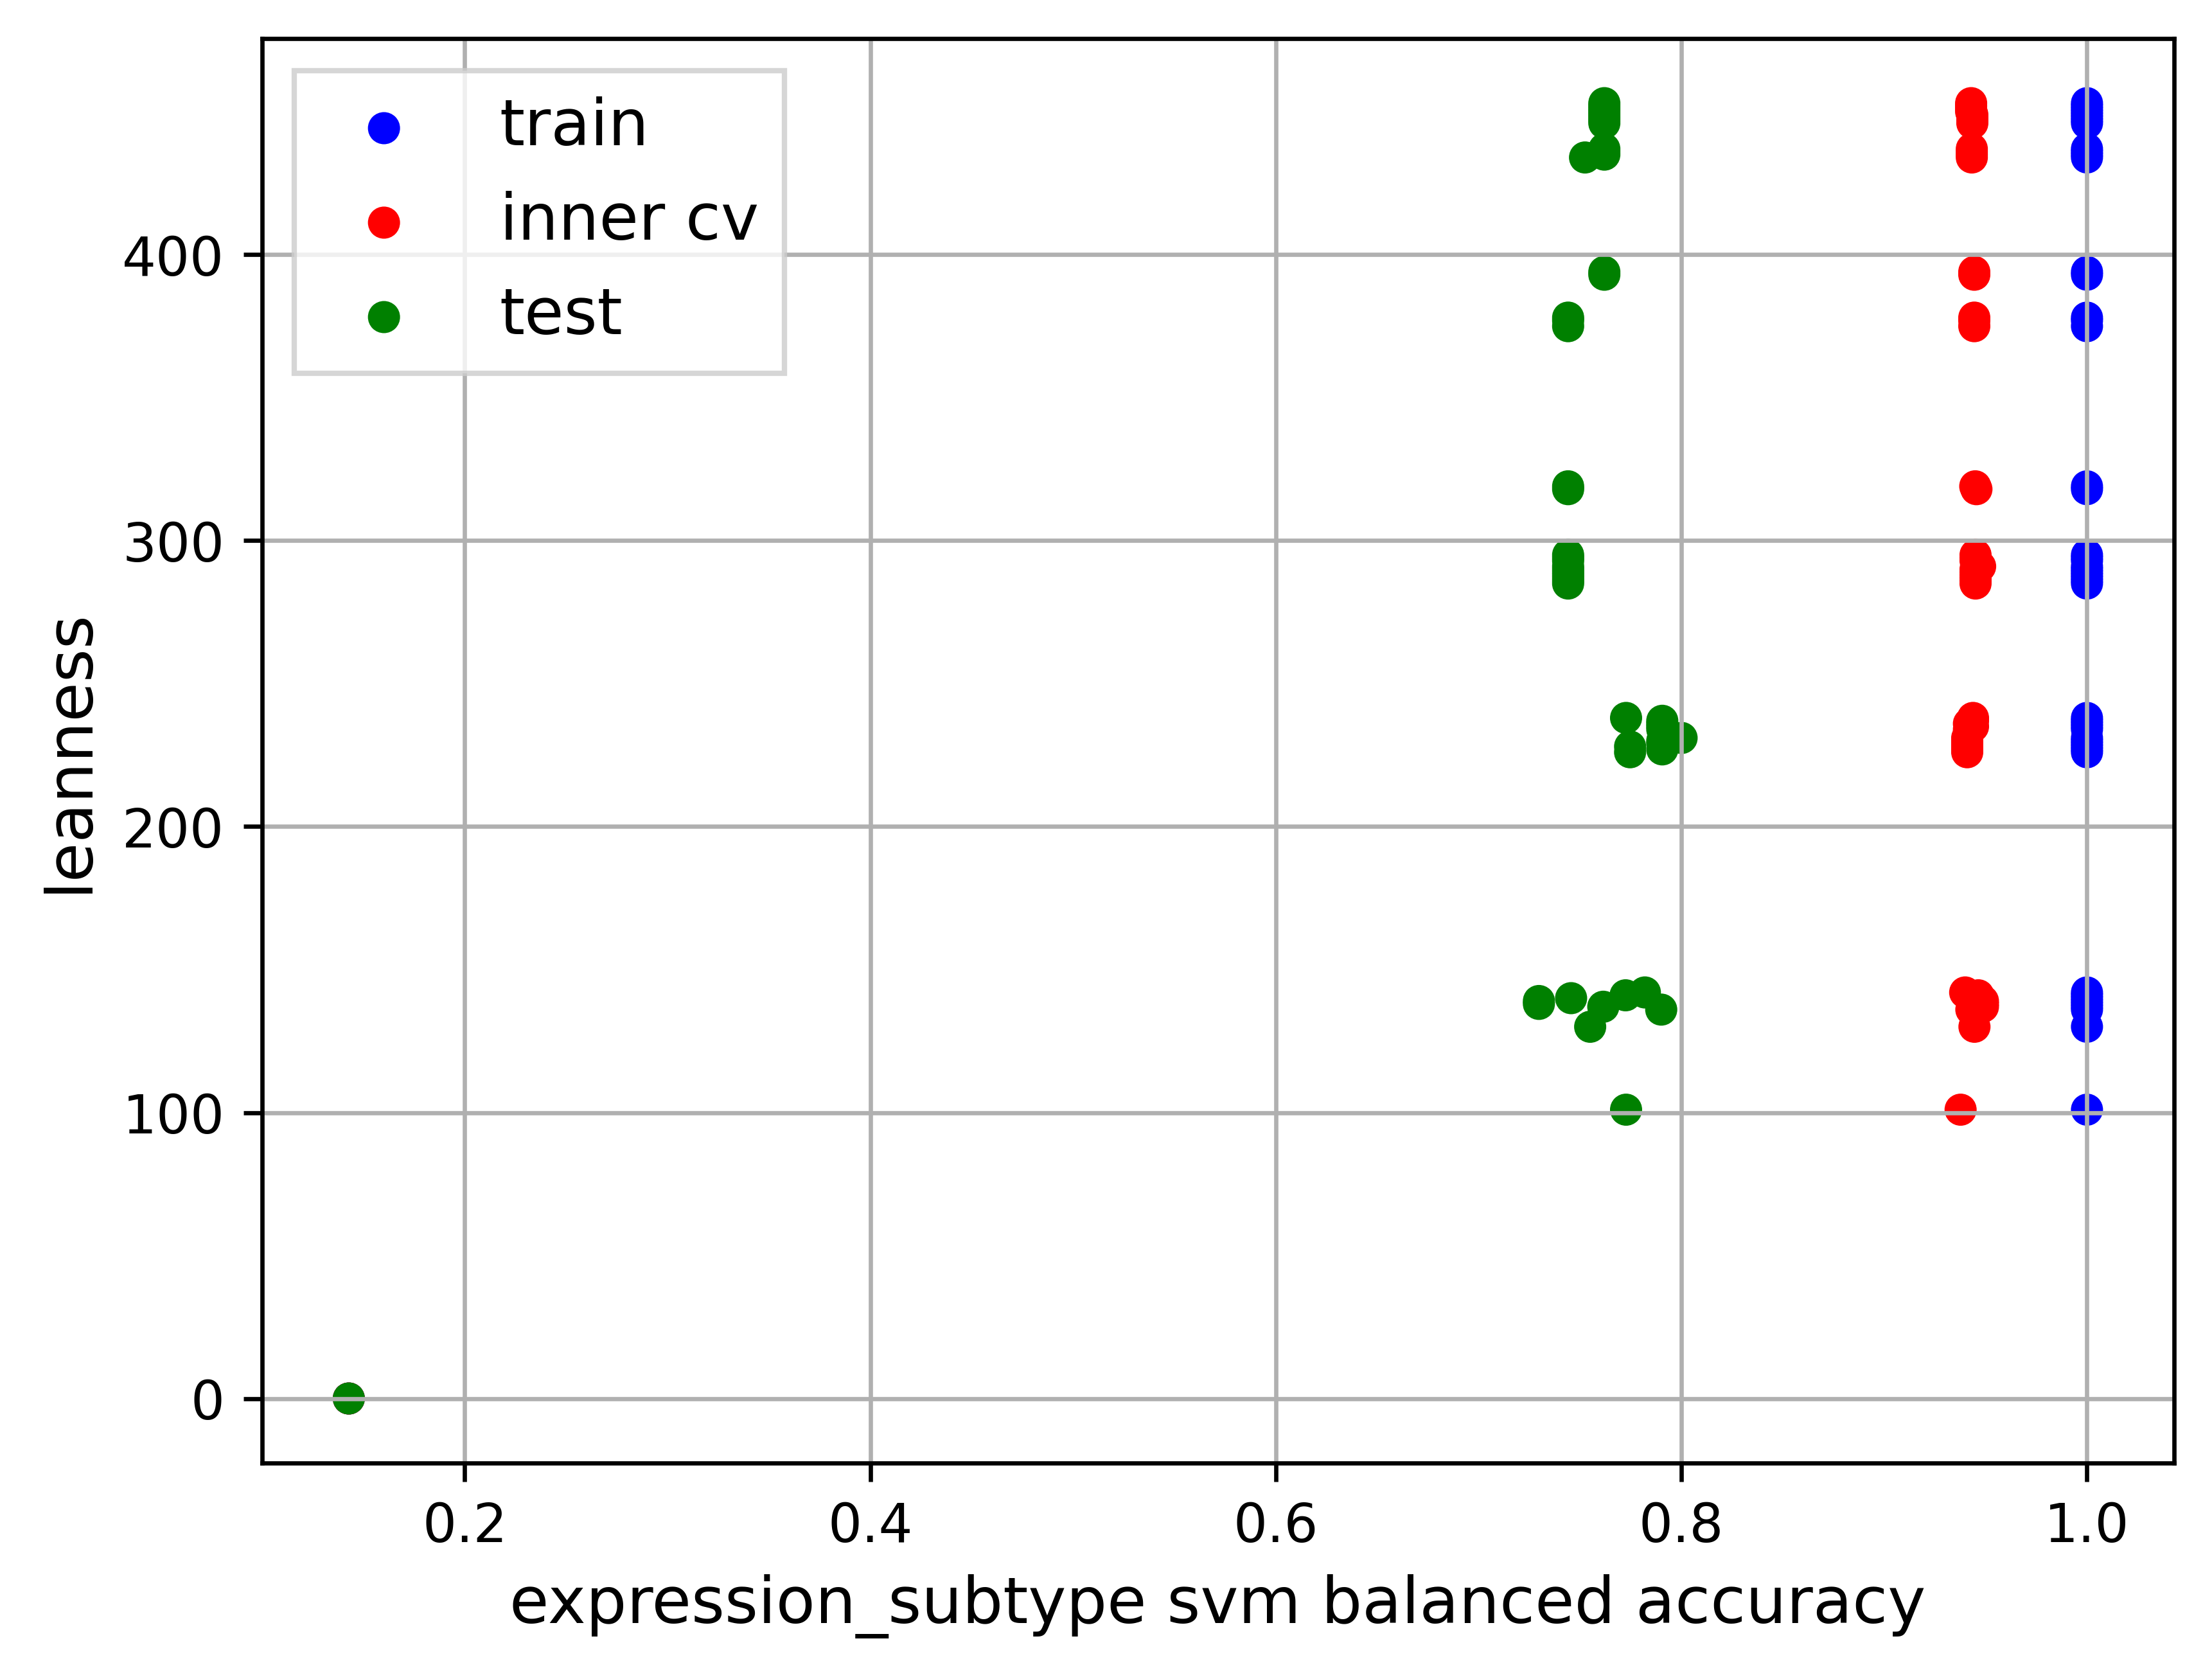 train
inner cv
test
400
300
200
100
0
leanness
0.2 0.4 0.6 0.8 1.0
expression_subtype svm balanced accuracy